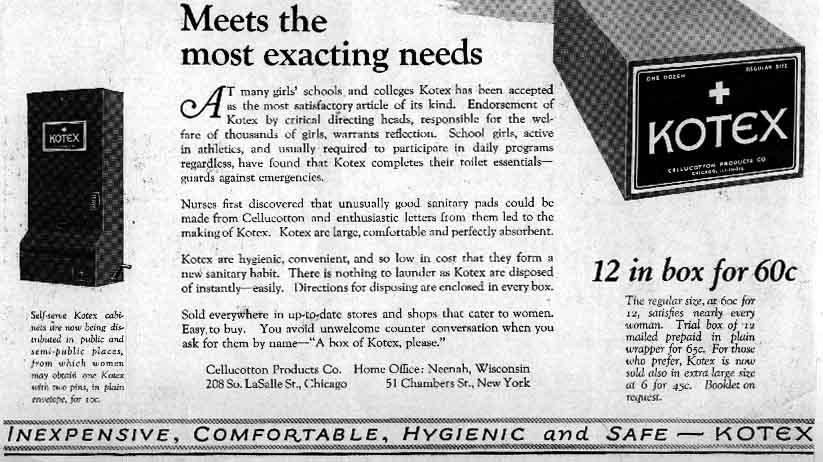 Meets the
most exacting needs
AT many girls' schools and colleges Kotex has been accepted
as the most satisfactory article of its kind. Endorsement of
Kotex by critical directing heads, responsible for the wel-
fare of thousands of girls, warrants reflection. School girls, active
in athletics, and usually required to participate in daily programs
regardless, have found that Kotex completes their toilet essentials—
guards against emergencies.
Nurses first discovered that unusually good sanitary pads could be
made from Cellucotton and enthusiastic letters from them led to the
making of Kotex. Kotex are large, comfortable and perfectly absorbent.
Kotex are hygienic, convenient, and so low in cost that they form a
new sanitary habit. There is nothing to launder as Kotex are disposed
of instantly—easily. Directions for disposing are enclosed in every box.
Sold everywhere in up-to-date stores and shops that cater to women.
Easy to buy. You avoid unwelcome counter conversation when you
ask for them by name—"A box of Kotex, please."
Cellucotton Products Co. Home Office: Neenah, Wisconsin
208 So. LaSalle St., Chicago 51 Chambers St., New York
KOTEX
Self-serve Kotex cabi-
nets are now being dis-
tributed in public and
semi-public places,
from which women
may obtain one Kotex
with two pins, in plain
envelope, for 10c.
ONE DOZEN REGULAR SIZE
KOTEX
CELLUCOTTON PRODUCTS CO
CHICAGO, ILLINOIS
12 in box for 60c
The regular size, at 60c for
12, satisfies nearly every
woman. Trial box of 12
mailed prepaid in plain
wrapper for 65c. For those
who prefer, Kotex is now
sold also in extra large size
at 6 for 45c. Booklet on
request.
INEXPENSIVE, COMFORTABLE, HYGIENIC and SAFE — KOTEX